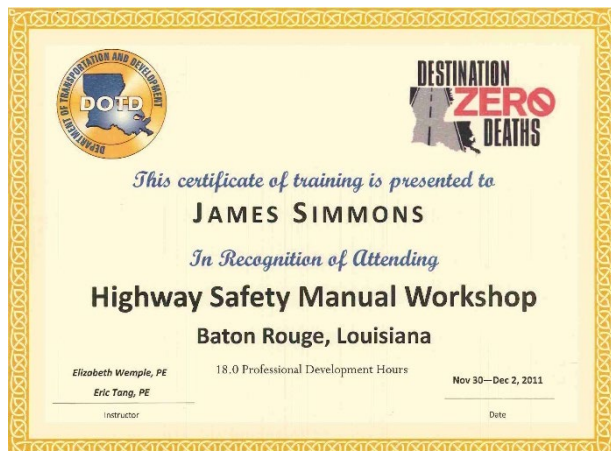 DEPARTMENT OF TRANSPORTATION AND DEVELOPMENT
DOTD
DESTINATION
ZERO
DEATHS
This certificate of training is presented to
JAMES SIMMONS
In Recognition of Attending
Highway Safety Manual Workshop
Baton Rouge, Louisiana
18.0 Professional Development Hours
Elizabeth Wemple, PE
Eric Tang, PE
Instructor
Nov 30—Dec 2, 2011
Date